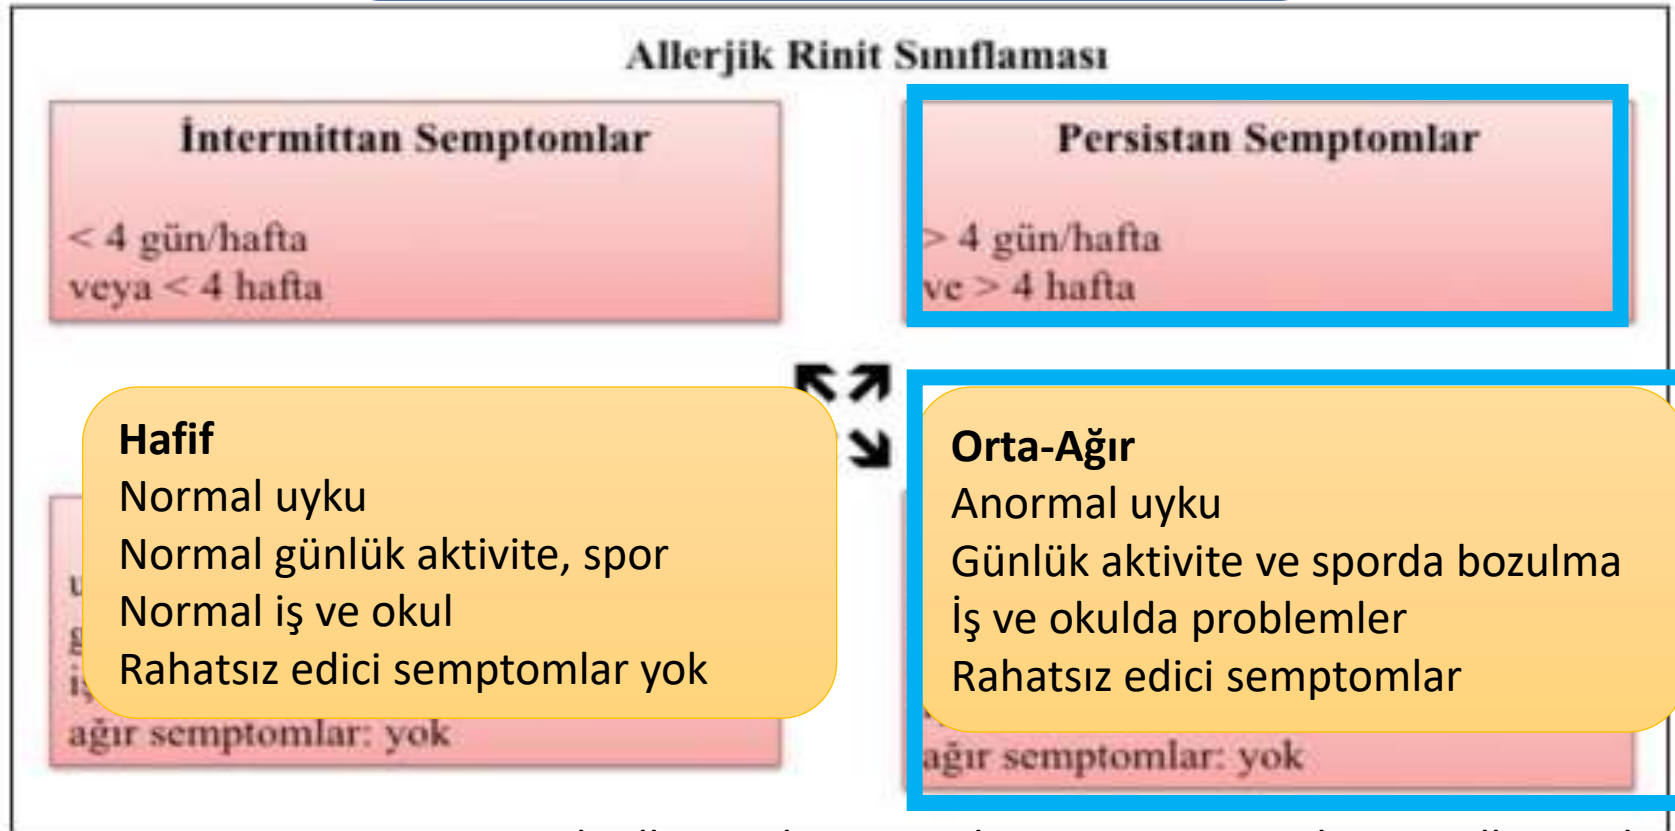 Allerjik Rinit Sınıflaması
İntermittan Semptomlar
< 4 gün/hafta
veya < 4 hafta
Persistan Semptomlar
> 4 gün/hafta
ve > 4 hafta
Hafif
Normal uyku
Normal günlük aktivite, spor
Normal iş ve okul
Rahatsız edici semptomlar yok
ağır semptomlar: yok
Orta-Ağır
Anormal uyku
Günlük aktivite ve sporda bozulma
İş ve okulda problemler
Rahatsız edici semptomlar
ağır semptomlar: yok